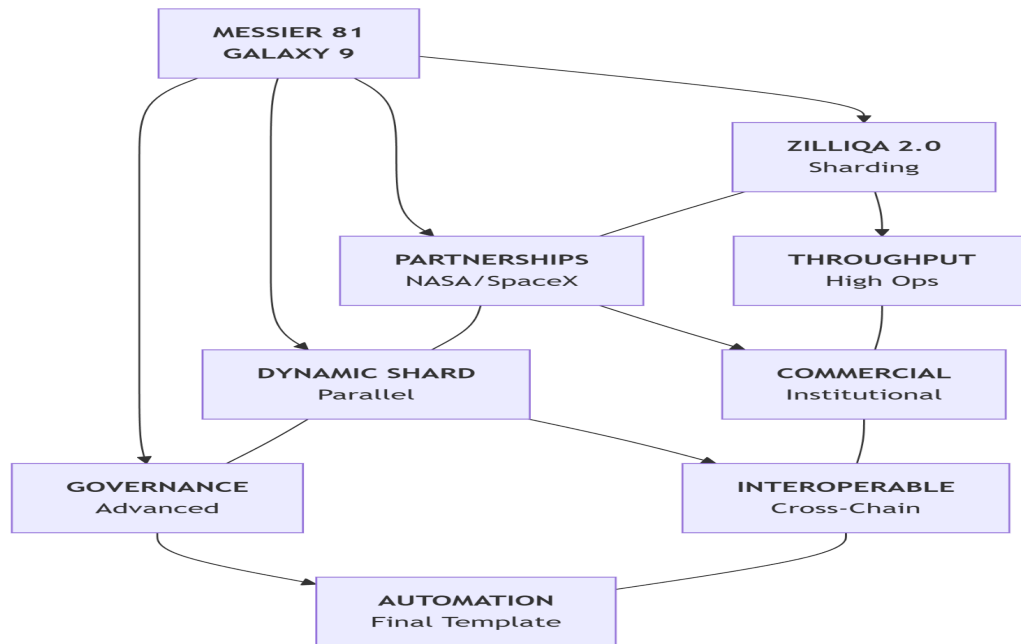 MESSIER 81
GALAXY 9
ZILLIQA 2.0
Sharding
PARTNERSHIPS
NASA/SpaceX
THROUGHPUT
High Ops
DYNAMIC SHARD
Parallel
COMMERCIAL
Institutional
GOVERNANCE
Advanced
INTEROPERABLE
Cross-Chain
AUTOMATION
Final Template